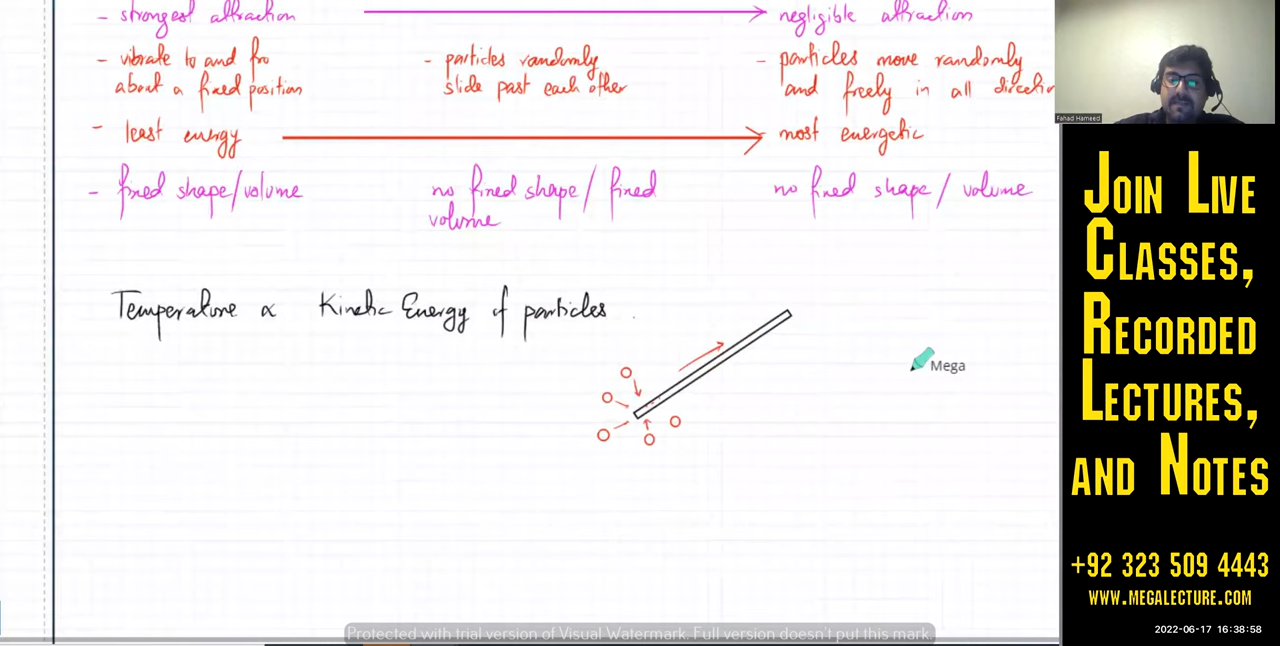 - strongest attraction negligible attraction
- vibrate to and fro - particles randomly - particles move randomly
about a fixed position slide past each other and freely in all direction
- least energy most energetic
- fixed shape/volume no fixed shape / fixed no fixed shape / volume
volume
Temperature ∝ Kinetic Energy of particles
Mega
Fahad Hameed
JOIN LIVE
CLASSES,
RECORDED
LECTURES,
AND NOTES
+92 323 509 4443
WWW.MEGALECTURE.COM
2022-06-17 16:38:58
Protected with trial version of Visual Watermark. Full version doesn't put this mark.